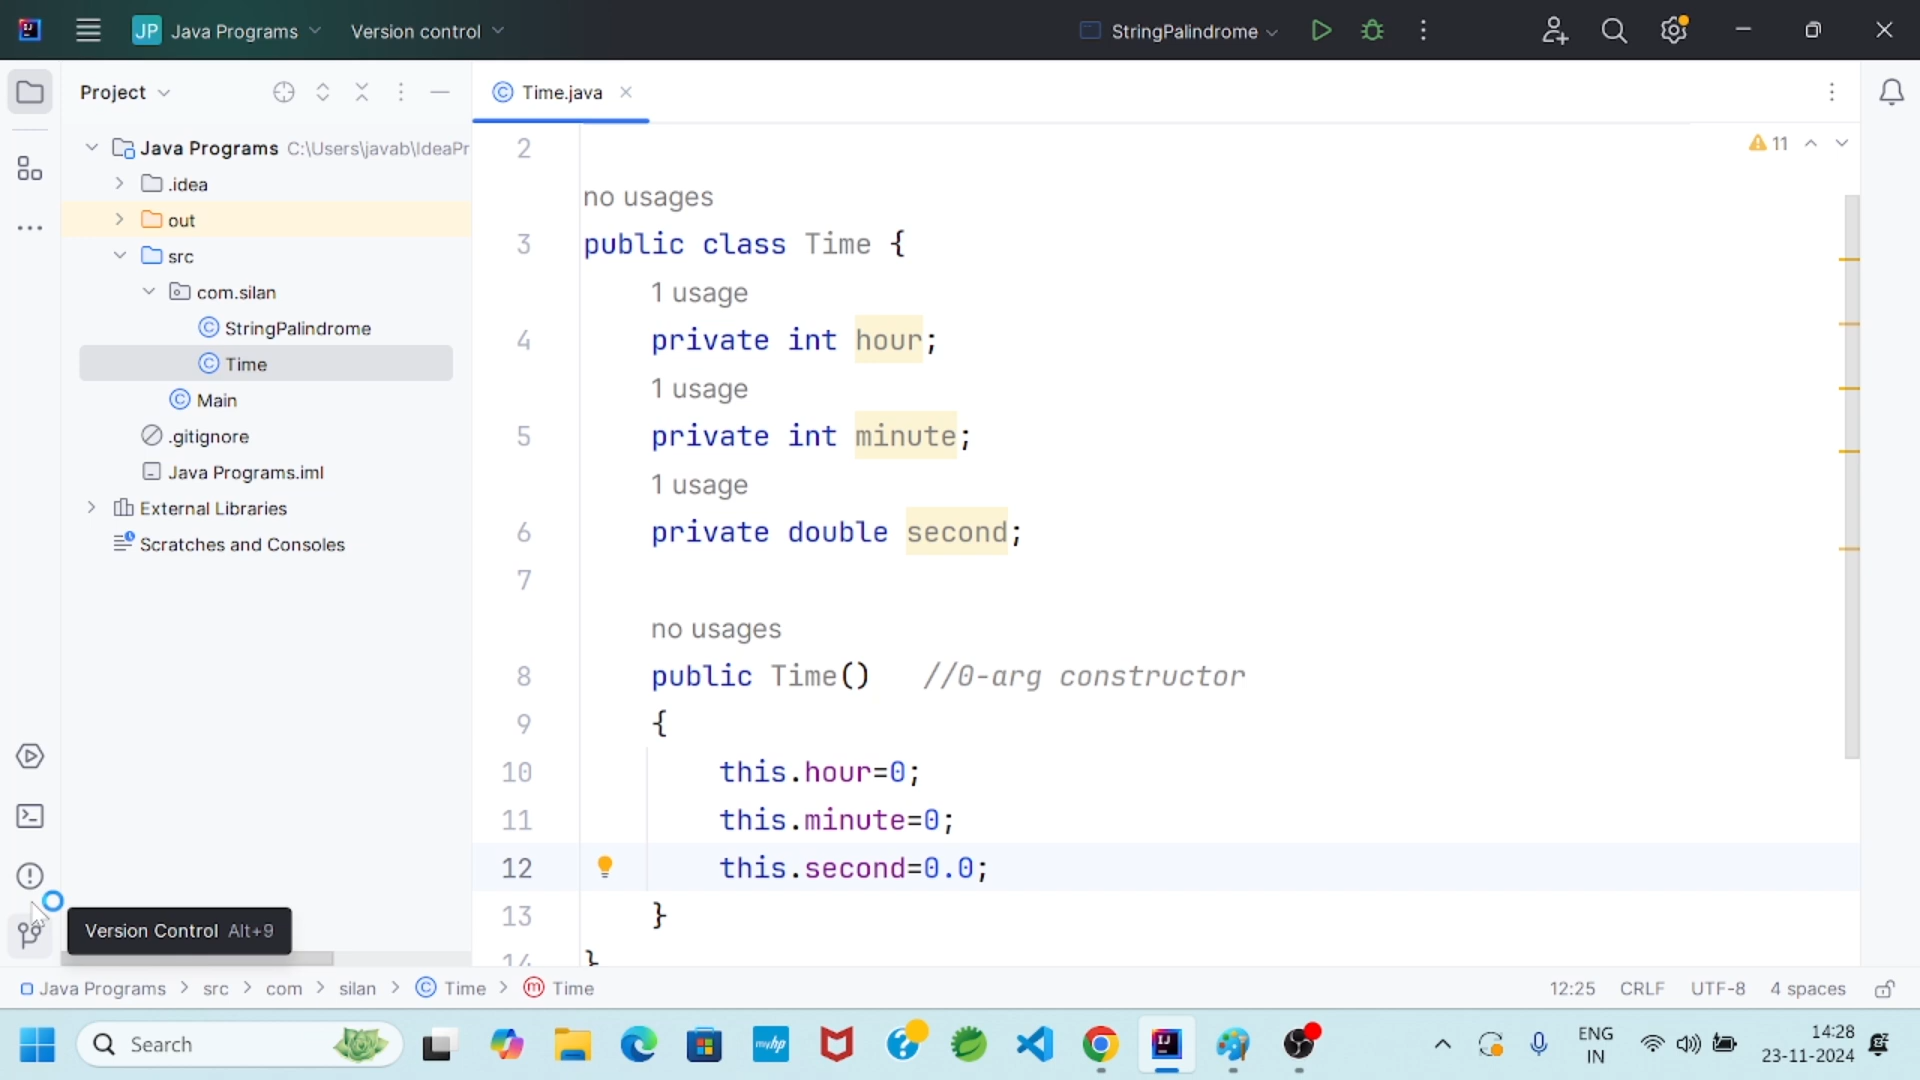 JP Java Programs Version control StringPalindrome
Project
Time.java
Java Programs C:\Users\javab\IdeaPr
.idea
out
src
com.silan
StringPalindrome
Time
Main
.gitignore
Java Programs.iml
External Libraries
Scratches and Consoles
11
2
no usages
3 public class Time {
1 usage
4 private int hour;
1 usage
5 private int minute;
1 usage
6 private double second;
7
no usages
8 public Time() //0-arg constructor
9 {
10 this.hour=0;
11 this.minute=0;
12 this.second=0.0;
13 }
14 }
Version Control Alt+9
Java Programs > src > com > silan > Time > Time
12:25 CRLF UTF-8 4 spaces
Search
myhp
ENG
IN
14:28
23-11-2024